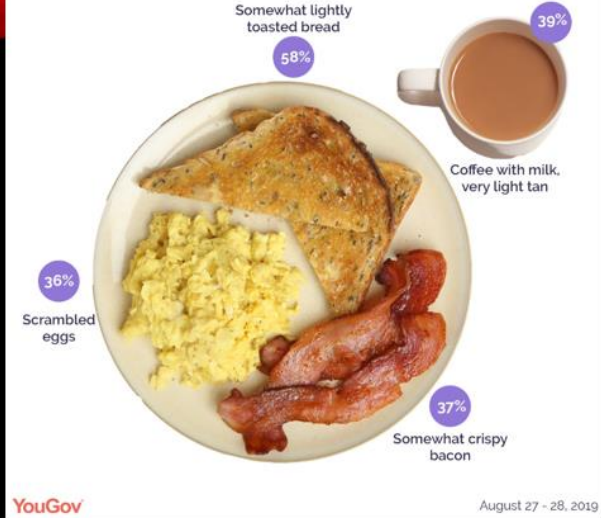 Somewhat lightly
toasted bread
58%
39%
Coffee with milk,
very light tan
36%
Scrambled
eggs
37%
Somewhat crispy
bacon
YouGov
August 27 - 28, 2019